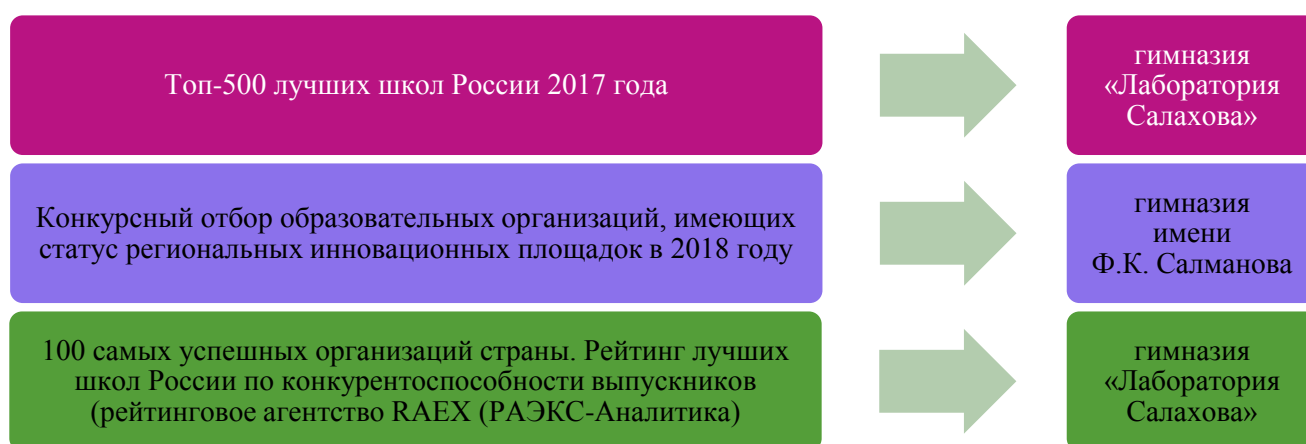 Топ-500 лучших школ России 2017 года
гимназия
«Лаборатория
Салахова»
Конкурсный отбор образовательных организаций, имеющих
статус региональных инновационных площадок в 2018 году
гимназия
имени
Ф.К. Салманова
100 самых успешных организаций страны. Рейтинг лучших
школ России по конкурентоспособности выпускников
(рейтинговое агентство RAEX (РАЭКС-Аналитика)
гимназия
«Лаборатория
Салахова»